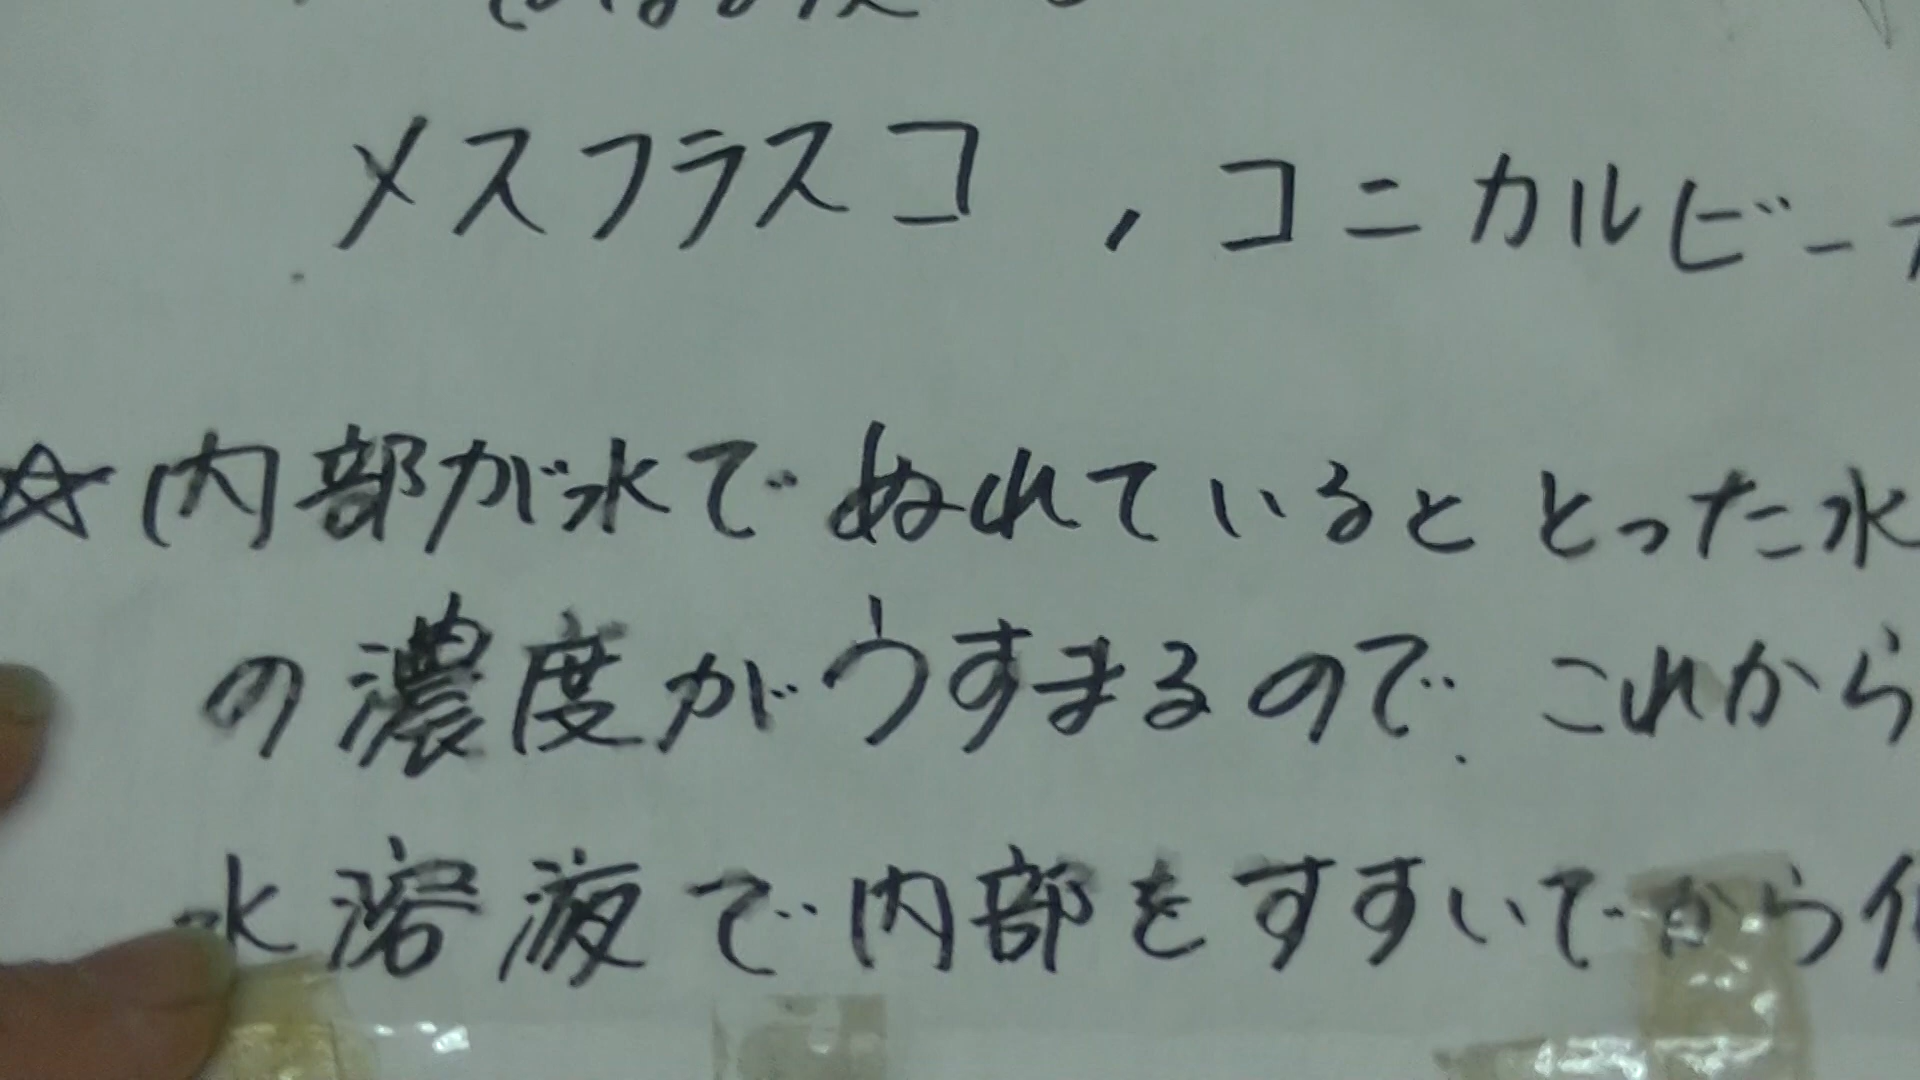 メスフラスコ , コニカルビー
☆内部が水でぬれていると とった水
の濃度がうすまるので、これから
水溶液で内部をすすいでから